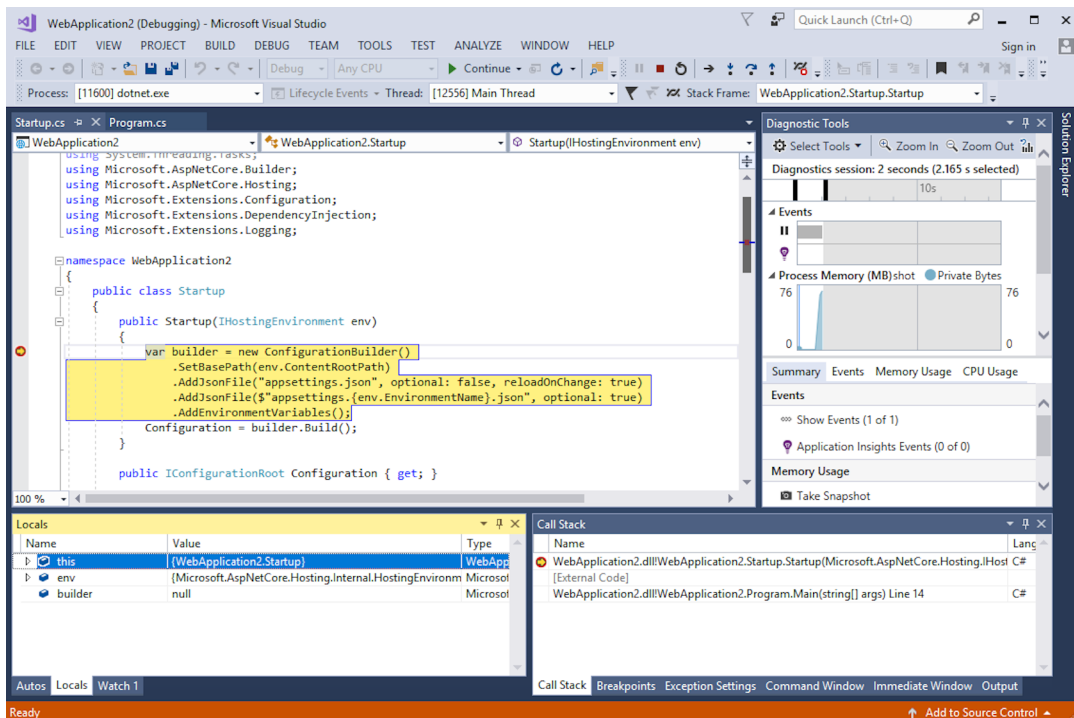 WebApplication2 (Debugging) - Microsoft Visual Studio
Quick Launch (Ctrl+Q)
FILE EDIT VIEW PROJECT BUILD DEBUG TEAM TOOLS TEST ANALYZE WINDOW HELP
Sign in
Debug Any CPU Continue
Process: [11600] dotnet.exe Lifecycle Events Thread: [12556] Main Thread Stack Frame: WebApplication2.Startup.Startup
Startup.cs Program.cs
WebApplication2 WebApplication2.Startup Startup(IHostingEnvironment env)
using System.Threading.Tasks;
using Microsoft.AspNetCore.Builder;
using Microsoft.AspNetCore.Hosting;
using Microsoft.Extensions.Configuration;
using Microsoft.Extensions.DependencyInjection;
using Microsoft.Extensions.Logging;
namespace WebApplication2
{
public class Startup
{
public Startup(IHostingEnvironment env)
{
var builder = new ConfigurationBuilder()
.SetBasePath(env.ContentRootPath)
.AddJsonFile("appsettings.json", optional: false, reloadOnChange: true)
.AddJsonFile($"appsettings.{env.EnvironmentName}.json", optional: true)
.AddEnvironmentVariables();
Configuration = builder.Build();
}
public IConfigurationRoot Configuration { get; }
100 %
Diagnostic Tools
Select Tools Zoom In Zoom Out
Diagnostics session: 2 seconds (2.165 s selected)
10s
Events
Process Memory (MB) shot Private Bytes
76 76
0 0
Summary Events Memory Usage CPU Usage
Events
Show Events (1 of 1)
Application Insights Events (0 of 0)
Memory Usage
Take Snapshot
Solution Explorer
Locals
Name Value Type
this {WebApplication2.Startup} WebApp
env {Microsoft.AspNetCore.Hosting.Internal.HostingEnvironm Microsof
builder null Microsof
Autos Locals Watch 1
Call Stack
Name Lang
WebApplication2.dll!WebApplication2.Startup.Startup(Microsoft.AspNetCore.Hosting.IHost C#
[External Code]
WebApplication2.dll!WebApplication2.Program.Main(string[] args) Line 14 C#
Call Stack Breakpoints Exception Settings Command Window Immediate Window Output
Ready
Add to Source Control